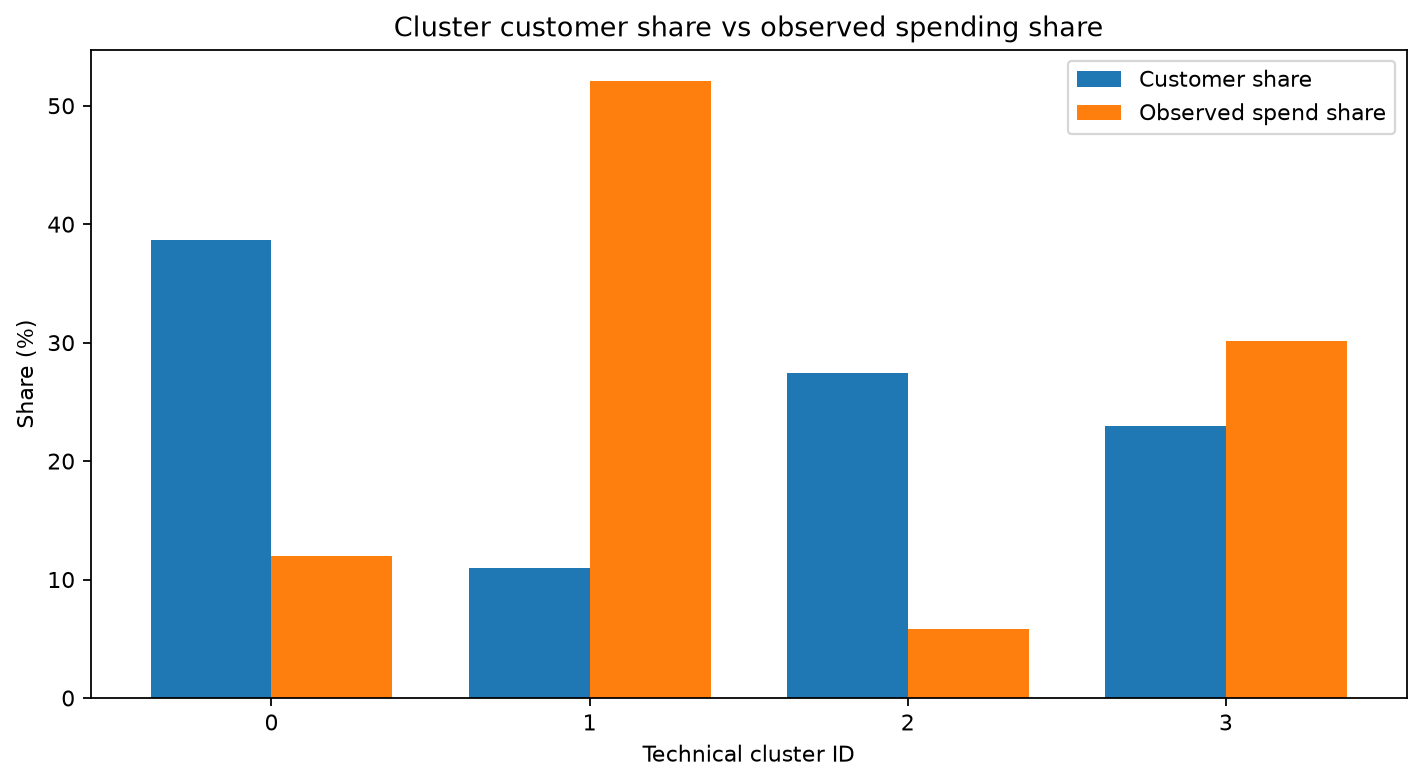 Cluster customer share vs observed spending share
Customer share
Observed spend share
Share (%)
50
40
30
20
10
0
0 1 2 3
Technical cluster ID